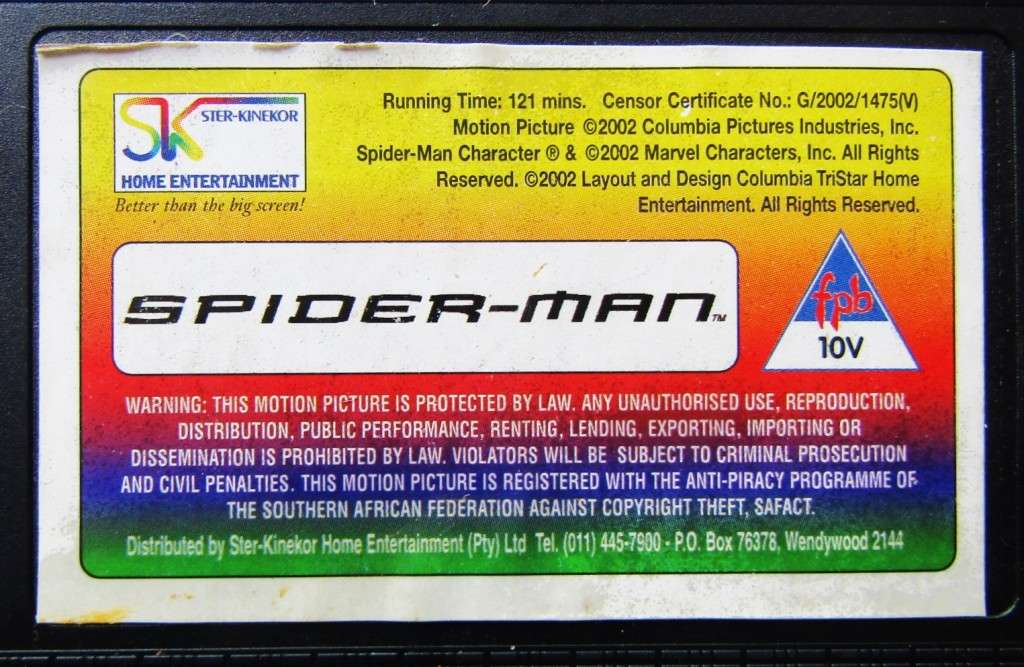 SK STER-KINEKOR
HOME ENTERTAINMENT
Better than the big screen!
Running Time: 121 mins. Censor Certificate No.: G/2002/1475(V)
Motion Picture ©2002 Columbia Pictures Industries, Inc.
Spider-Man Character ® & ©2002 Marvel Characters, Inc. All Rights
Reserved. ©2002 Layout and Design Columbia TriStar Home
Entertainment. All Rights Reserved.
SPIDER-MAN™
fpb
10V
WARNING: THIS MOTION PICTURE IS PROTECTED BY LAW. ANY UNAUTHORISED USE, REPRODUCTION,
DISTRIBUTION, PUBLIC PERFORMANCE, RENTING, LENDING, EXPORTING, IMPORTING OR
DISSEMINATION IS PROHIBITED BY LAW. VIOLATORS WILL BE SUBJECT TO CRIMINAL PROSECUTION
AND CIVIL PENALTIES. THIS MOTION PICTURE IS REGISTERED WITH THE ANTI-PIRACY PROGRAMME OF
THE SOUTHERN AFRICAN FEDERATION AGAINST COPYRIGHT THEFT, SAFACT.
Distributed by Ster-Kinekor Home Entertainment (Pty) Ltd Tel. (011) 445-7900 - P.O. Box 76378, Wendywood 2144